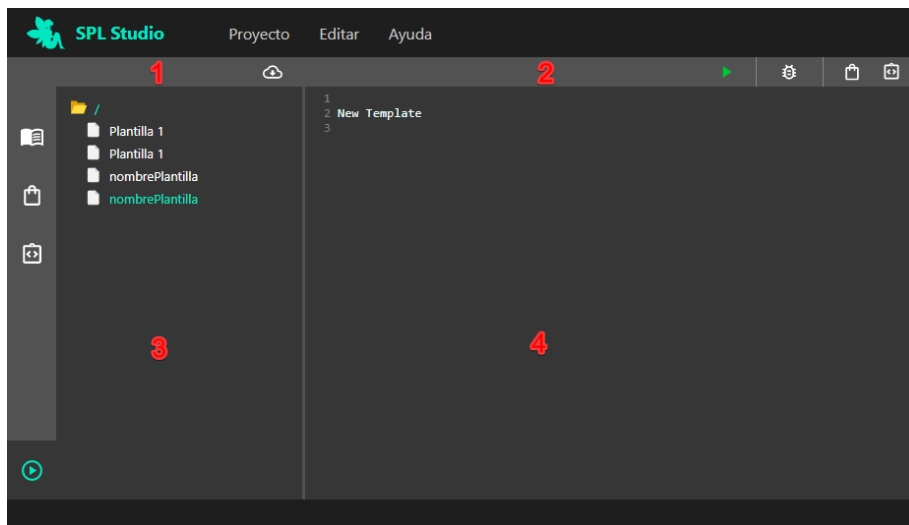 SPL Studio Proyecto Editar Ayuda
1 2
/
Plantilla 1
Plantilla 1
nombrePlantilla
nombrePlantilla
1
2 New Template
3
3 4